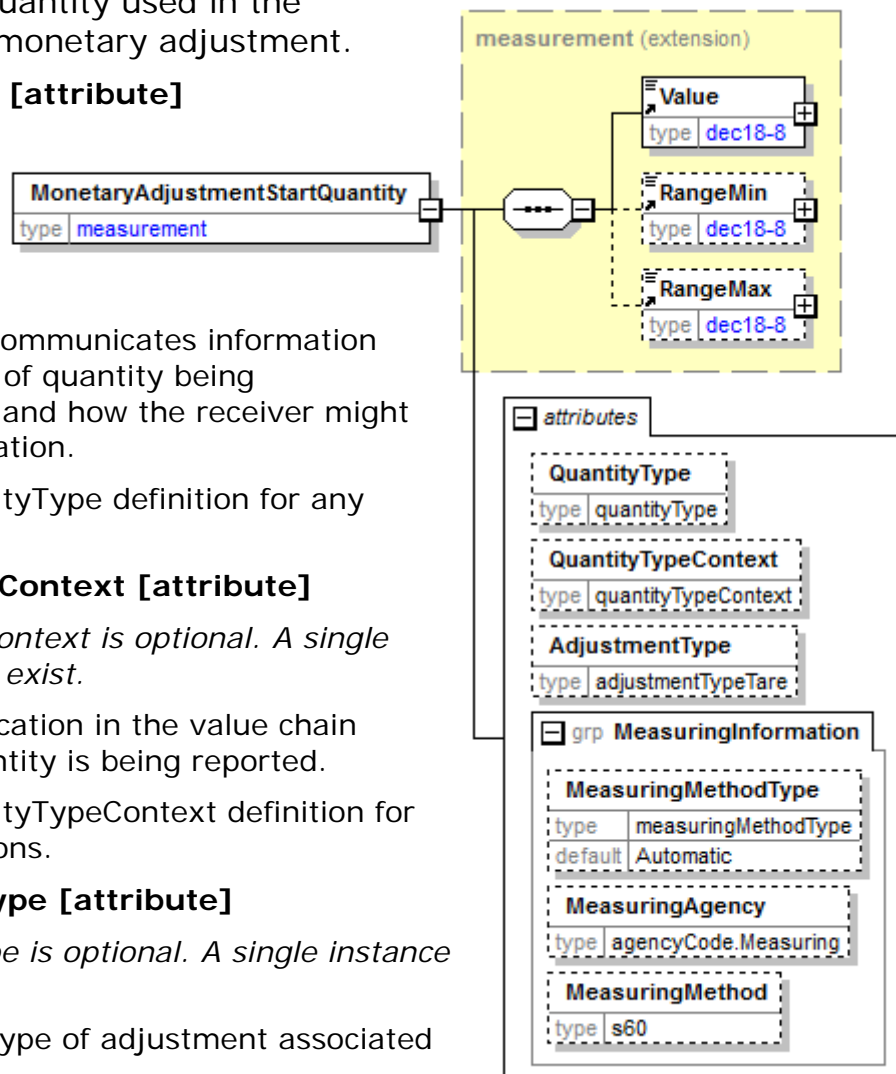 quantity used in the
monetary adjustment.
[attribute]
communicates information
of quantity being
and how the receiver might
tyType definition for any
Context [attribute]
ontext is optional. A single
exist.
cation in the value chain
ntity is being reported.
tyTypeContext definition for
ons.
ype [attribute]
e is optional. A single instance
ype of adjustment associated
MonetaryAdjustmentStartQuantity
type measurement
measurement (extension)
Value
type dec18-8
RangeMin
type dec18-8
RangeMax
type dec18-8
attributes
QuantityType
type quantityType
QuantityTypeContext
type quantityTypeContext
AdjustmentType
type adjustmentTypeTare
grp MeasuringInformation
MeasuringMethodType
type measuringMethodType
default Automatic
MeasuringAgency
type agencyCode.Measuring
MeasuringMethod
type s60